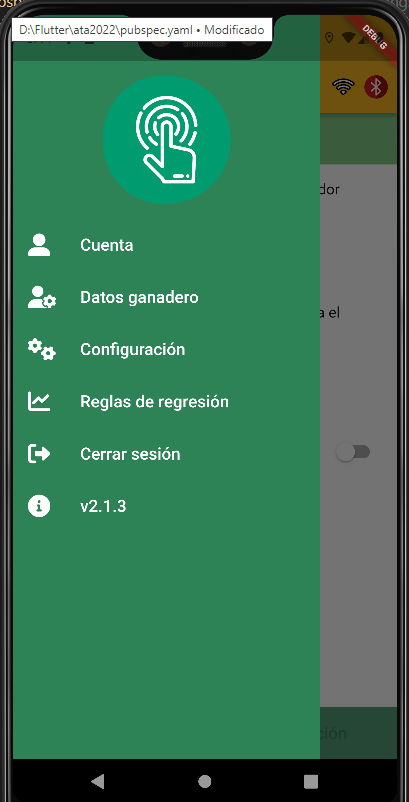 D:\Flutter\ata2022\pubspec.yaml • Modificado
DEBUG
dor
Cuenta
Datos ganadero
a el
Configuración
Reglas de regresión
Cerrar sesión
v2.1.3
ción